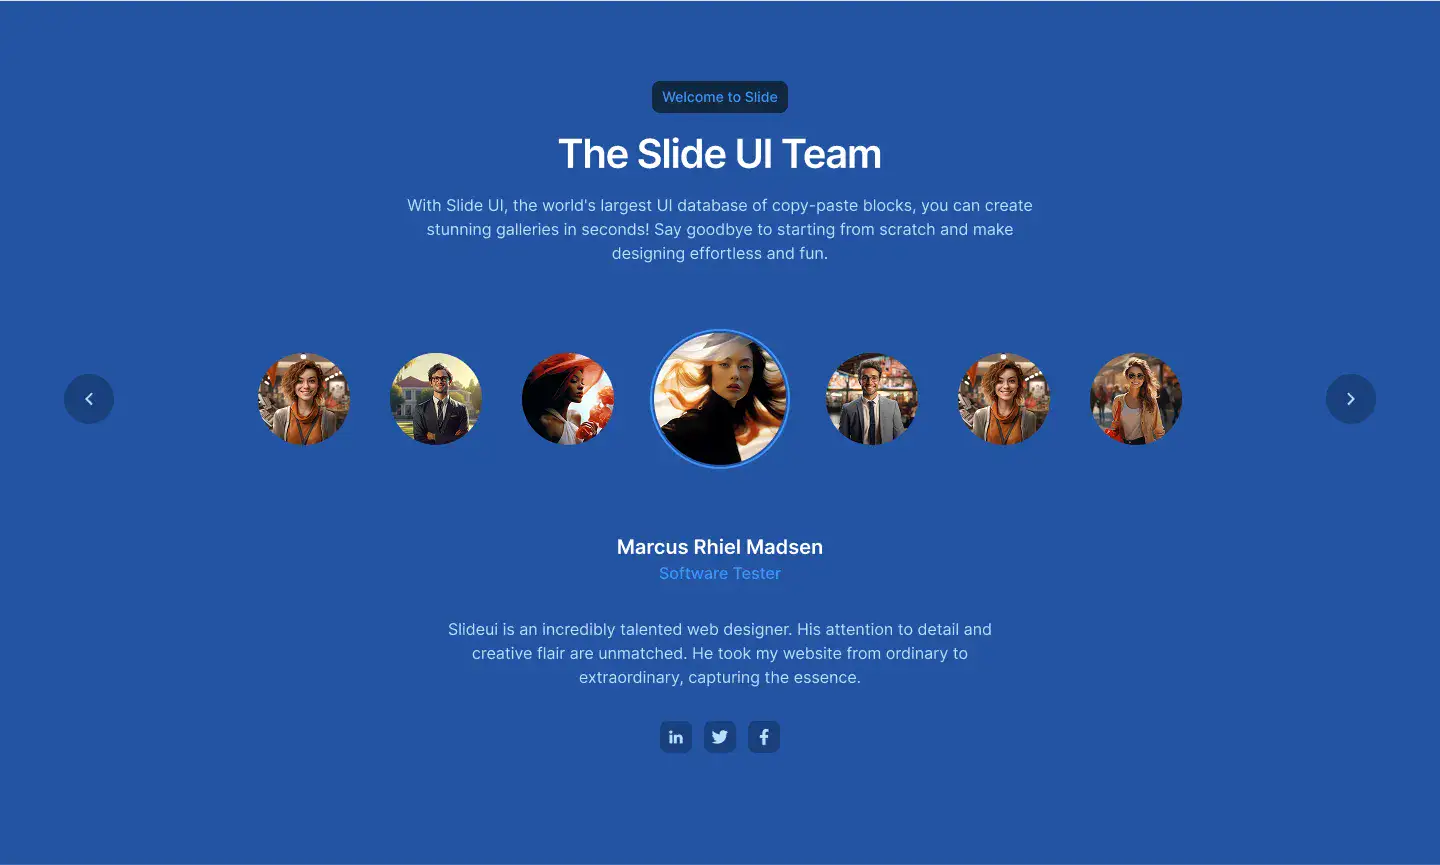 Welcome to Slide
The Slide UI Team
With Slide UI, the world's largest UI database of copy-paste blocks, you can create
stunning galleries in seconds! Say goodbye to starting from scratch and make
designing effortless and fun.
Marcus Rhiel Madsen
Software Tester
Slideui is an incredibly talented web designer. His attention to detail and
creative flair are unmatched. He took my website from ordinary to
extraordinary, capturing the essence.
in
f